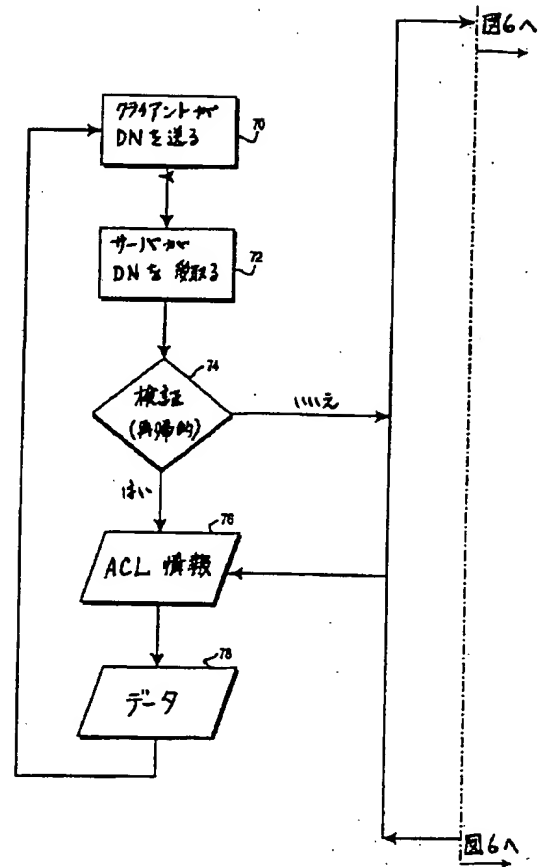 図6へ
クライアントが
DNを送る
70
サーバが
DNを受取る
72
74
検証
(再帰的)
いいえ
はい
76
ACL 情報
78
データ
図6へ